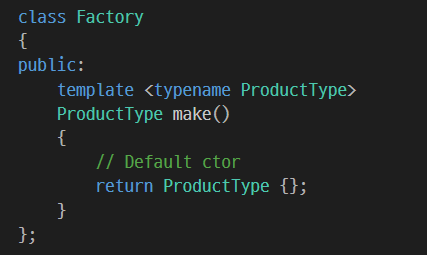 class Factory
{
public:
    template <typename ProductType>
    ProductType make()
    {
        // Default ctor
        return ProductType {};
    }
};